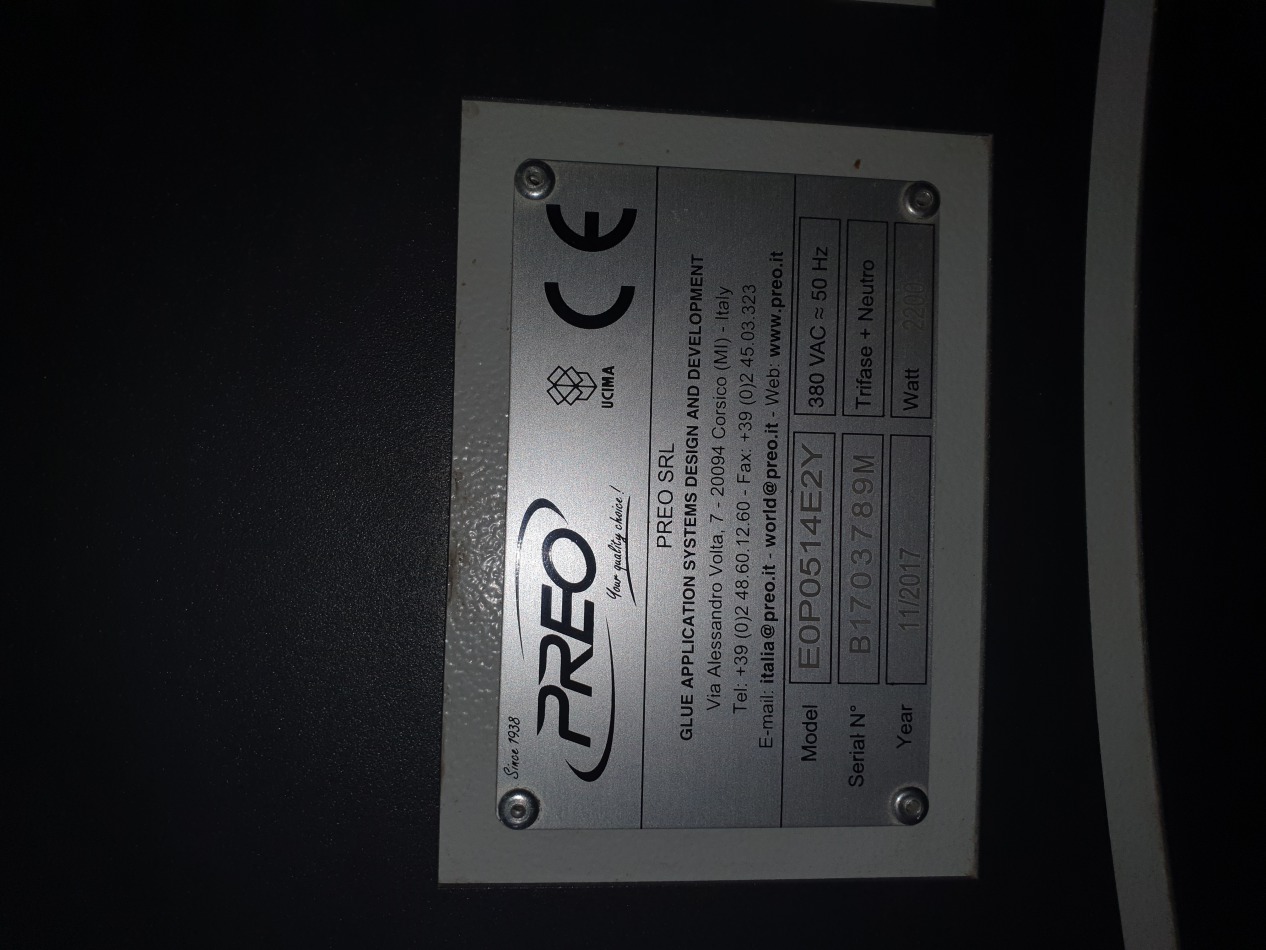 Since 1938
PREO
Your quality choice!
UCIMA
CE
PREO SRL
GLUE APPLICATION SYSTEMS DESIGN AND DEVELOPMENT
Via Alessandro Volta, 7 - 20094 Corsico (MI) - Italy
Tel: +39 (0)2 48.60.12.60 - Fax: +39 (0)2 45.03.323
E-mail: italia@preo.it - world@preo.it - Web: www.preo.it
Model E0P0514E2Y 380 VAC ≈ 50 Hz
Serial N° B17037789M Trifase + Neutro
Year 11/2017 Watt